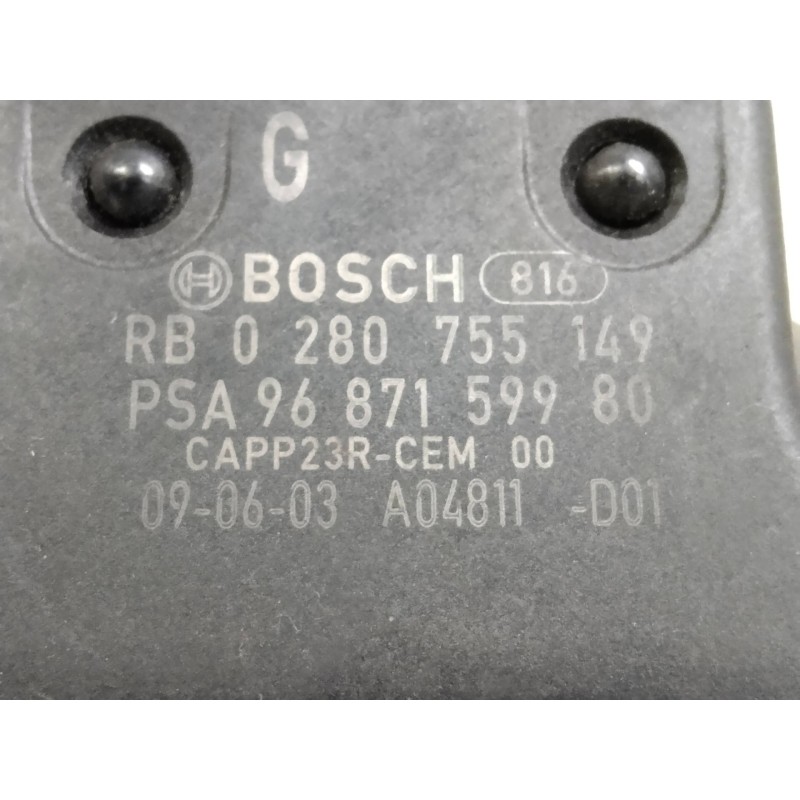 G
BOSCH 816
RB 0 280 755 149
PSA 96 871 599 80
CAPP23R-CEM 00
09-06-03 A04811 -D01